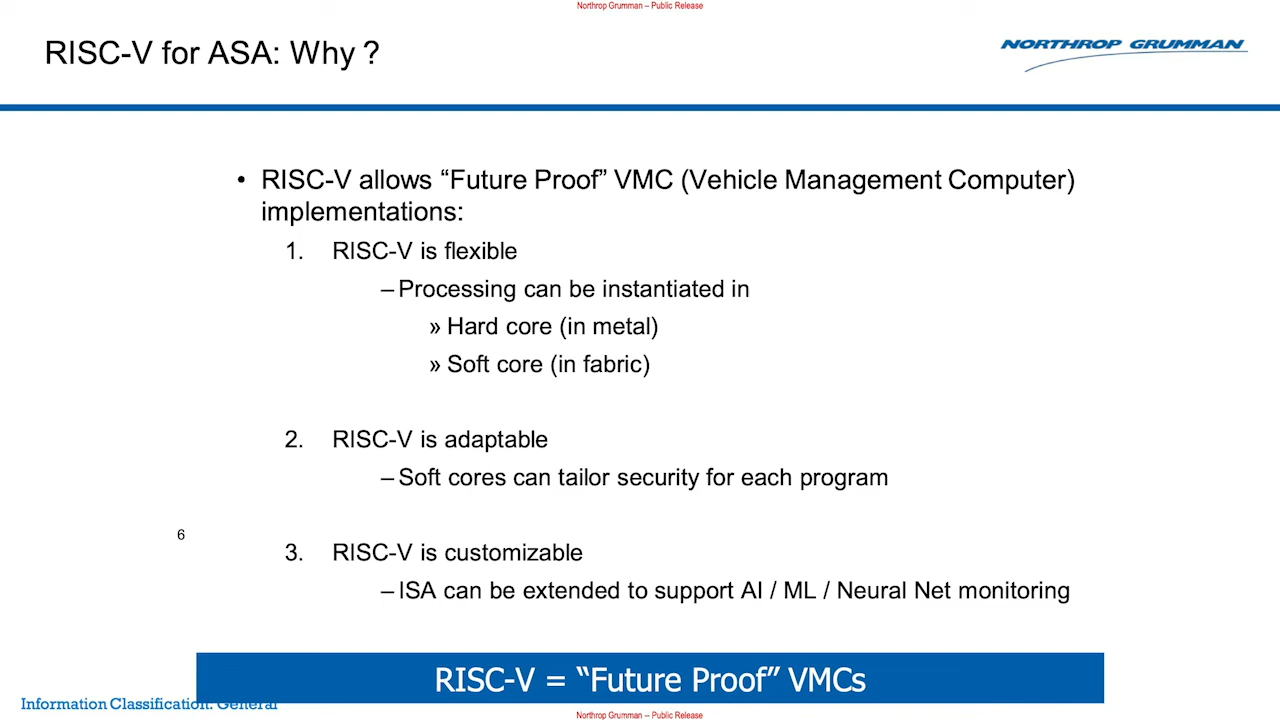 Northrop Grumman – Public Release
RISC-V for ASA: Why ?
NORTHROP GRUMMAN
• RISC-V allows “Future Proof” VMC (Vehicle Management Computer)
implementations:
1. RISC-V is flexible
– Processing can be instantiated in
» Hard core (in metal)
» Soft core (in fabric)
2. RISC-V is adaptable
– Soft cores can tailor security for each program
6
3. RISC-V is customizable
– ISA can be extended to support AI / ML / Neural Net monitoring
RISC-V = “Future Proof” VMCs
Information Classification: General
Northrop Grumman – Public Release